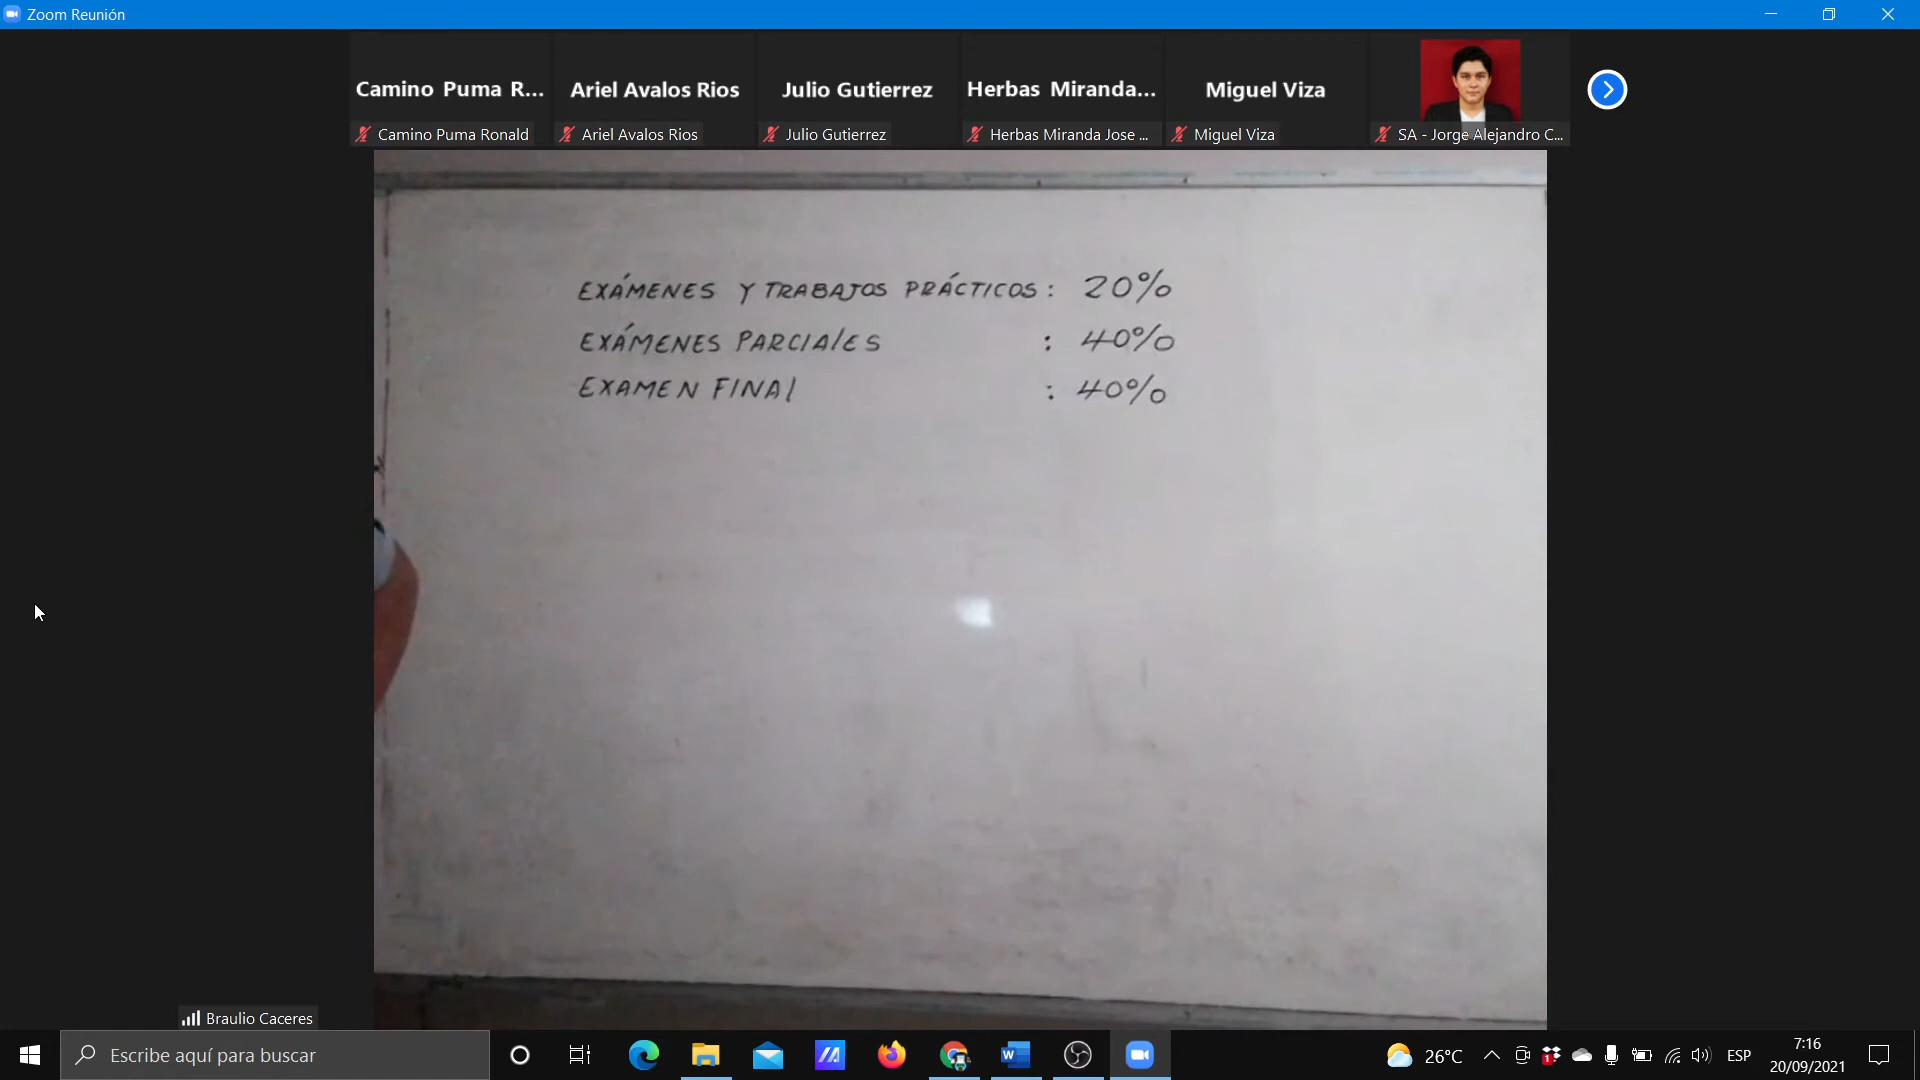 Zoom Reunión
Camino Puma R...
Ariel Avalos Rios
Julio Gutierrez
Herbas Miranda...
Miguel Viza
Camino Puma Ronald
Ariel Avalos Rios
Julio Gutierrez
Herbas Miranda Jose ...
Miguel Viza
SA - Jorge Alejandro C...
EXÁMENES Y TRABAJOS PRÁCTICOS : 20%
EXÁMENES PARCIALES : 40%
EXAMEN FINAL : 40%
Braulio Caceres
Escribe aquí para buscar
26°C
ESP
7:16
20/09/2021